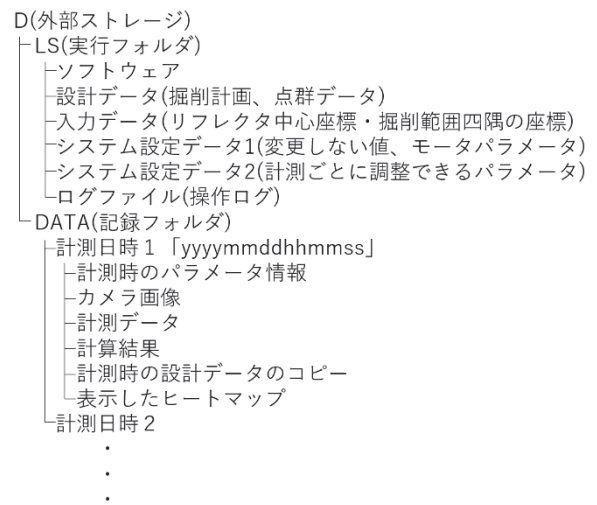 D(外部ストレージ)
LS(実行フォルダ)
ソフトウェア
設計データ(掘削計画、点群データ)
入力データ(リフレクタ中心座標・掘削範囲四隅の座標)
システム設定データ1(変更しない値、モータパラメータ)
システム設定データ2(計測ごとに調整できるパラメータ)
ログファイル(操作ログ)
DATA(記録フォルダ)
計測日時１「yyyymmddhhmmss」
計測時のパラメータ情報
カメラ画像
計測データ
計算結果
計測時の設計データのコピー
表示したヒートマップ
計測日時２
・
・
・